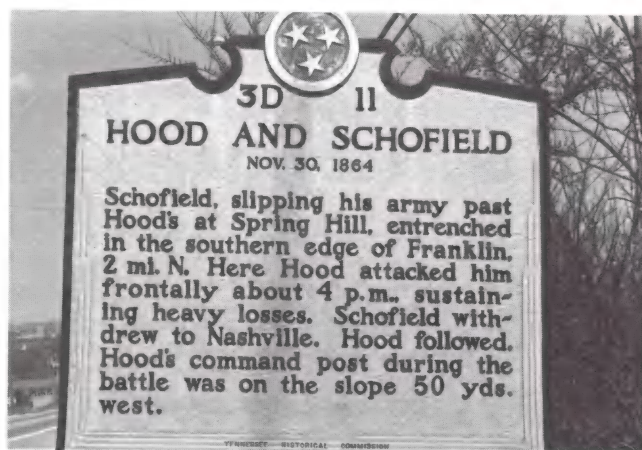 3D 11
HOOD AND SCHOFIELD
NOV. 30, 1864
Schofield, slipping his army past
Hood's at Spring Hill, entrenched
in the southern edge of Franklin,
2 mi. N. Here Hood attacked him
frontally about 4 p.m., sustain-
ing heavy losses. Schofield with-
drew to Nashville. Hood followed.
Hood's command post during the
battle was on the slope 50 yds.
west.
TENNESSEE HISTORICAL COMMISSION